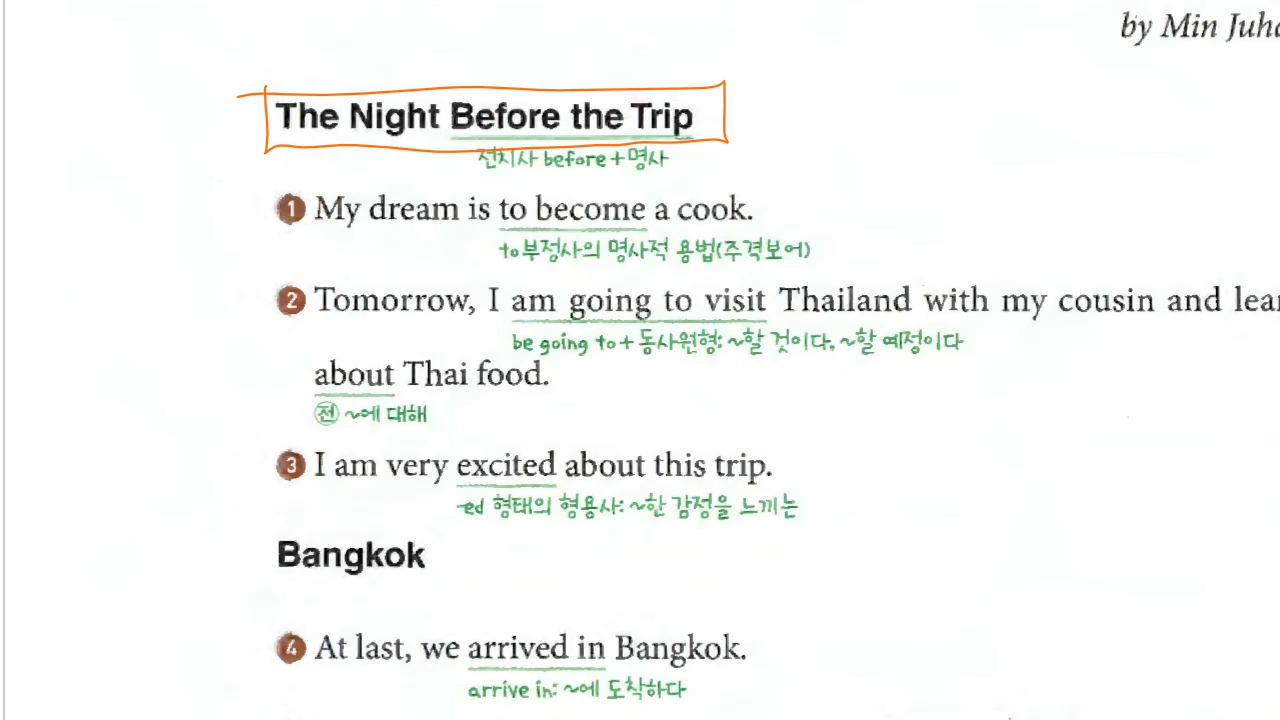 by Min Juh
The Night Before the Trip
전치사 before + 명사
1 My dream is to become a cook.
to부정사의 명사적 용법(주격보어)
2 Tomorrow, I am going to visit Thailand with my cousin and lear
be going to + 동사원형: ~할 것이다, ~할 예정이다
about Thai food.
전 ~에 대해
3 I am very excited about this trip.
-ed 형태의 형용사: ~한 감정을 느끼는
Bangkok
4 At last, we arrived in Bangkok.
arrive in: ~에 도착하다